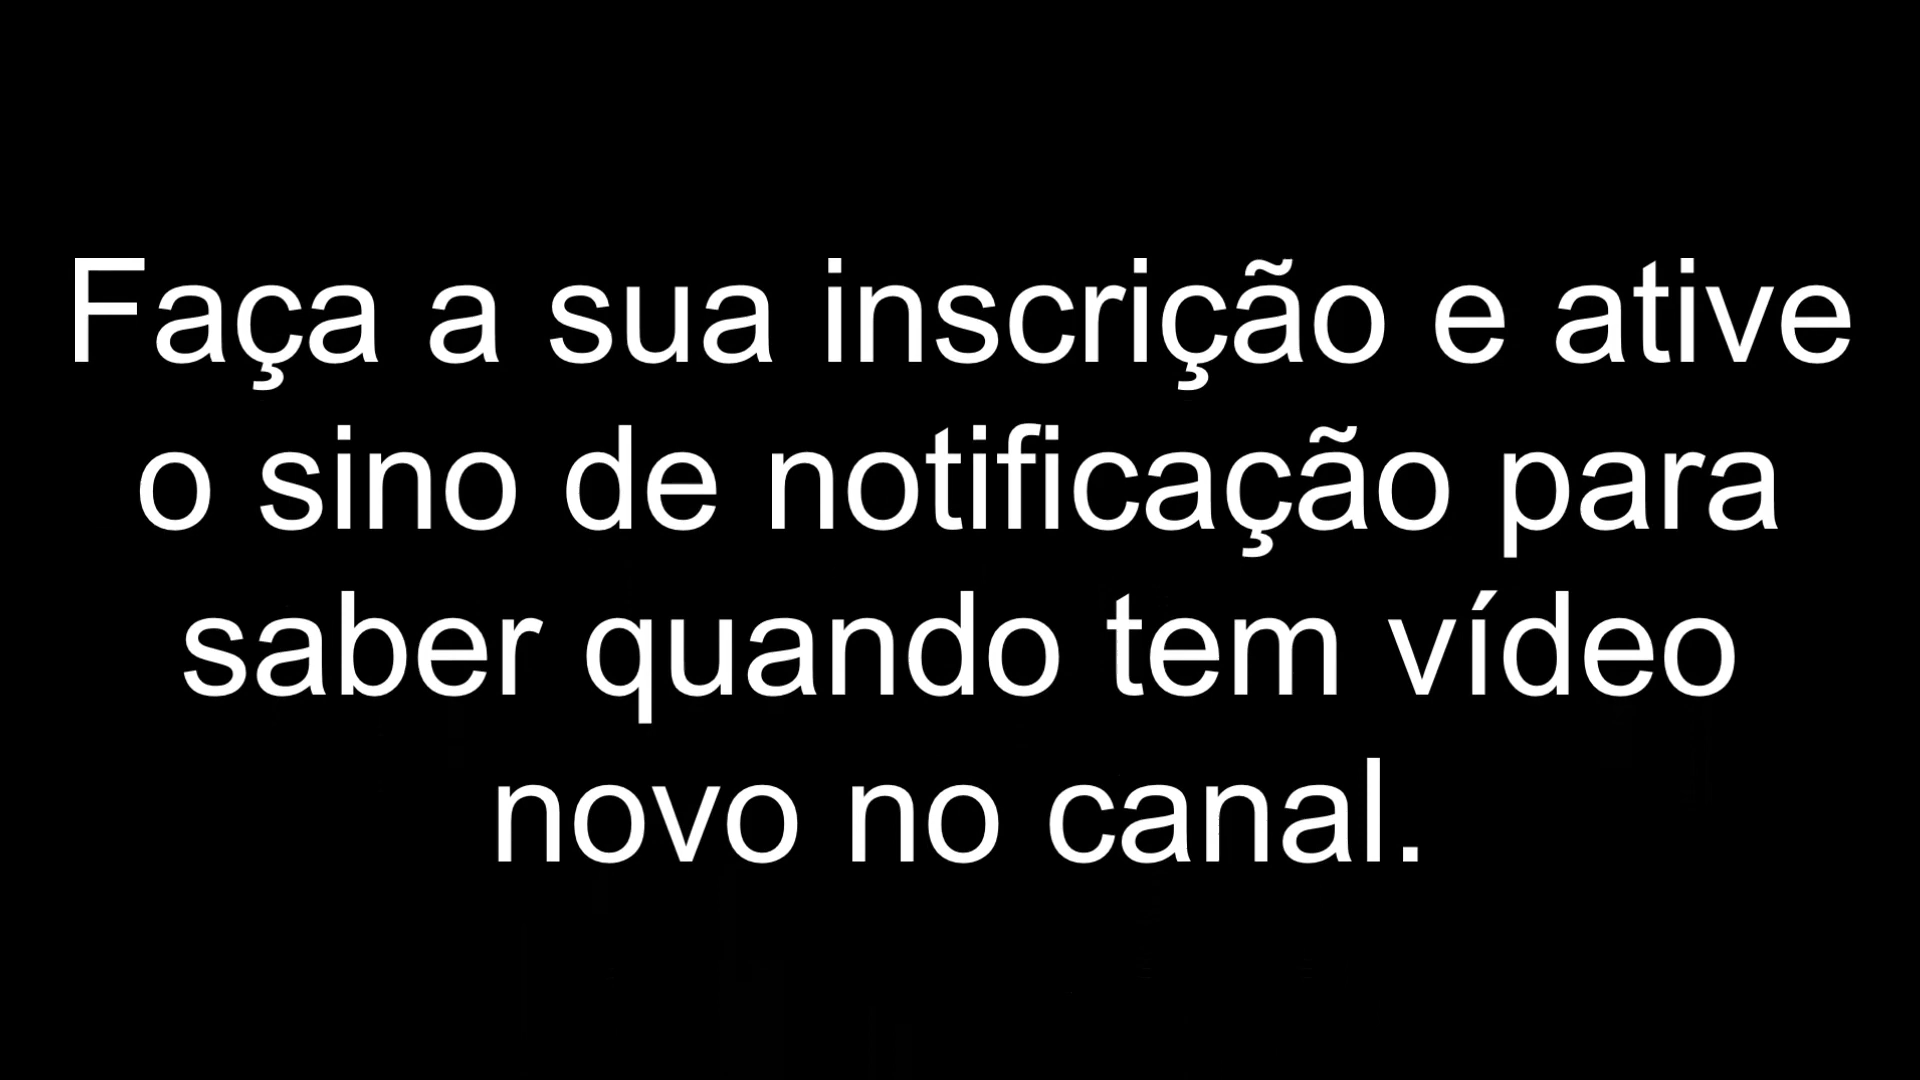 Faça a sua inscrição e ative
o sino de notificação para
saber quando tem vídeo
novo no canal.